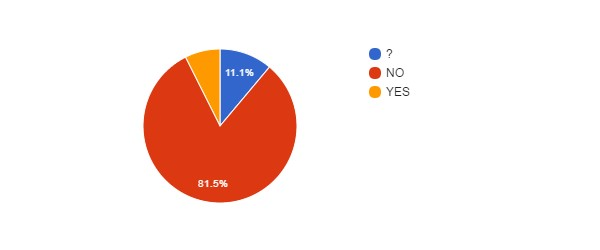 ?
11.1%
NO
YES
81.5%